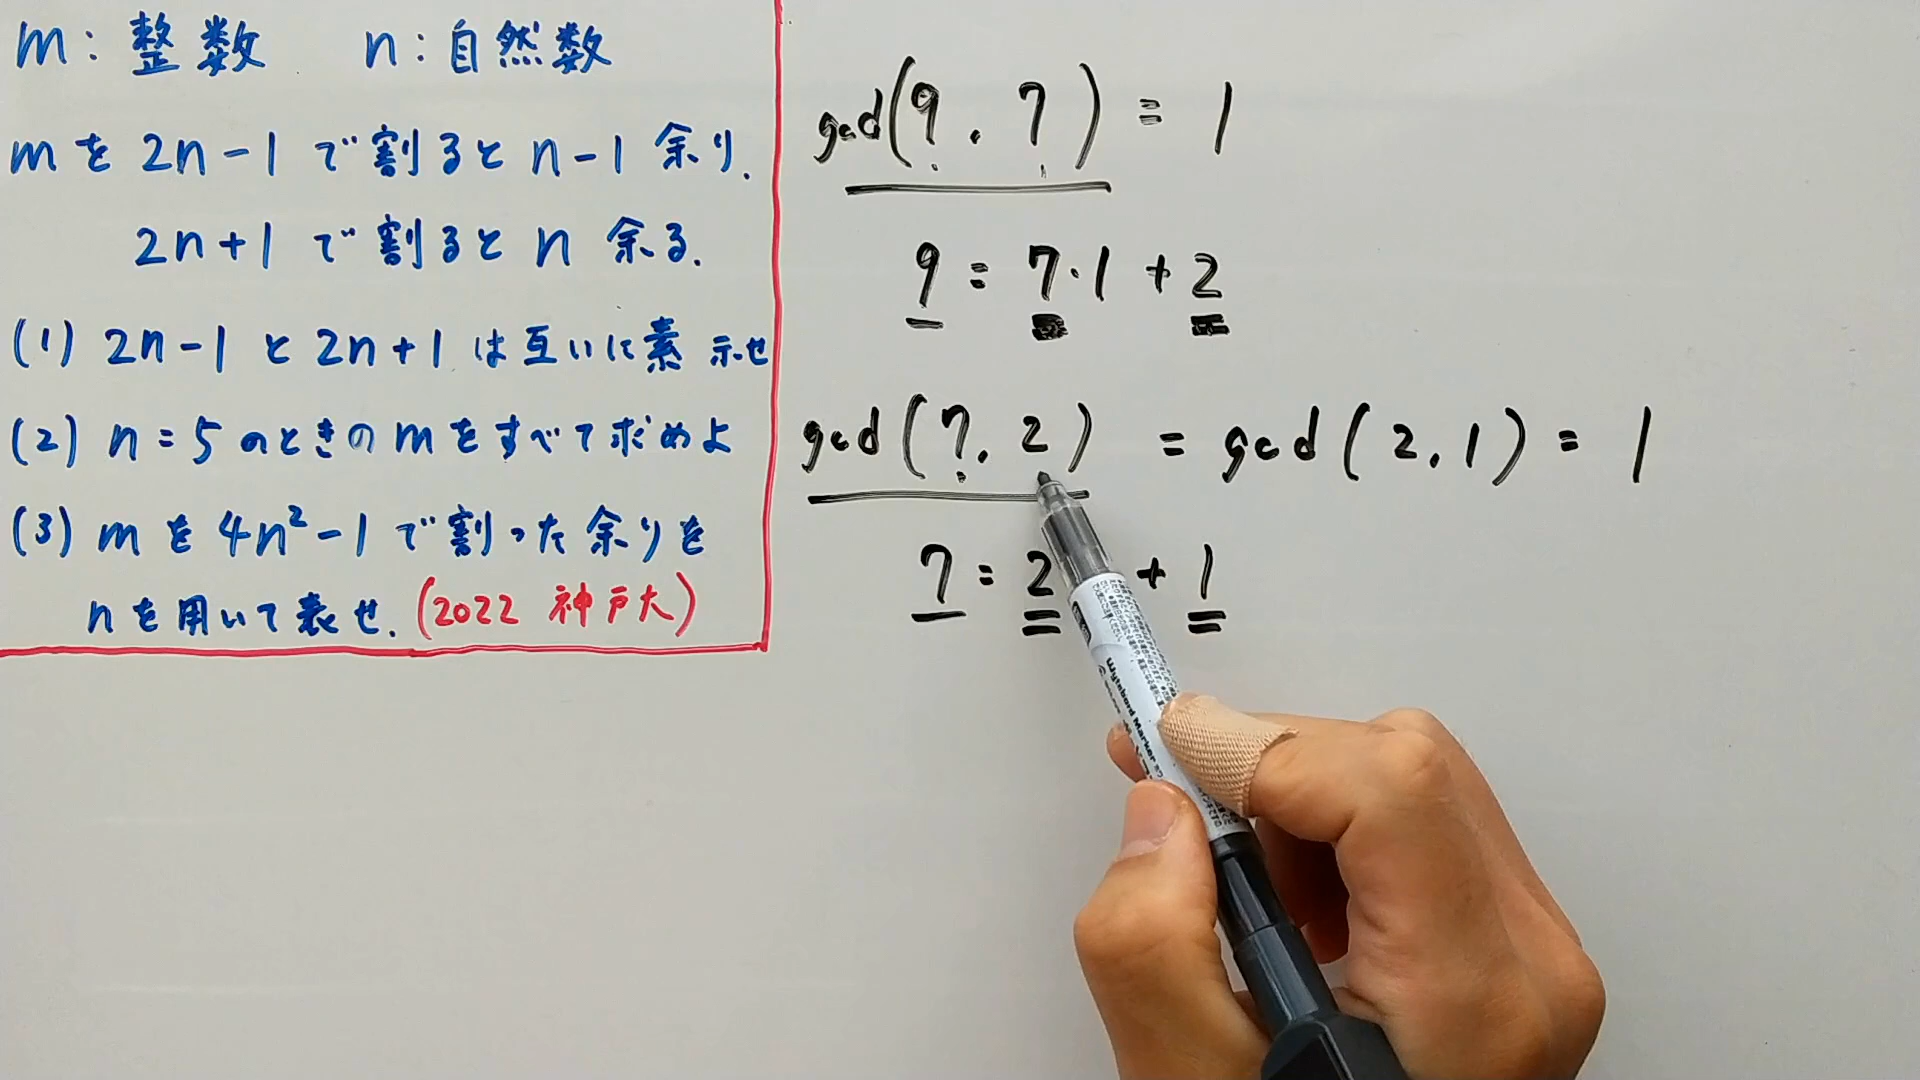 m:整数 n:自然数
mを2n-1で割るとn-1余り.
2n+1で割るとn余る.
(1) 2n-1と2n+1は互いに素 示せ
(2) n=5のときのmをすべて求めよ
(3) mを4n²-1で割った余りを
nを用いて表せ. (2022 神戸大)
gcd(9.7) = 1
9 = 7・1 + 2
gcd(7.2) = gcd(2.1) = 1
7 = 2 + 1
Whiteboard Marker